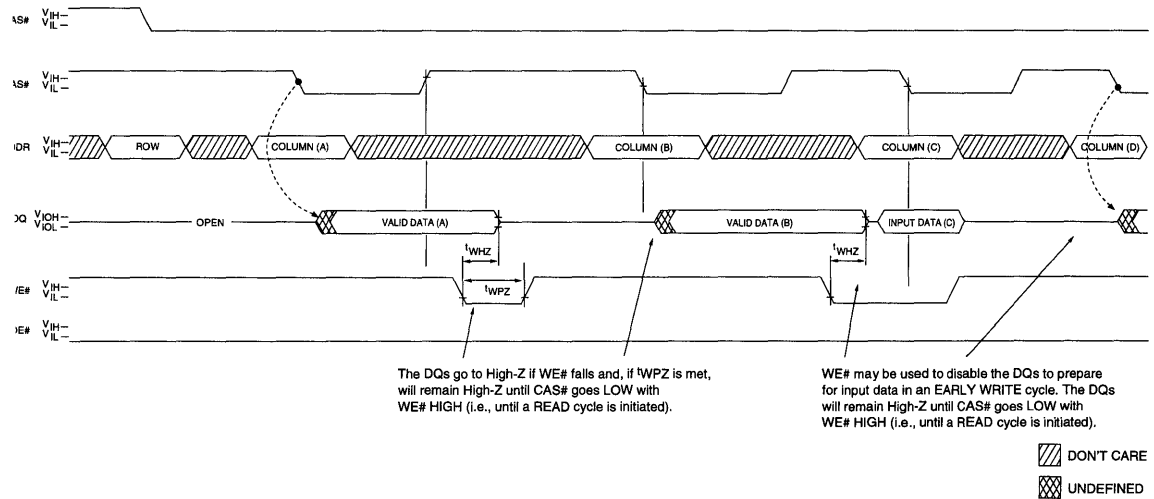 AS# VIH
VIL
AS# VIH
VIL
DR VIH
VIL
ROW
COLUMN (A)
COLUMN (B)
COLUMN (C)
COLUMN (D)
DQ VIOH
VIOL
OPEN
VALID DATA (A)
VALID DATA (B)
INPUT DATA (C)
tWHZ
tWHZ
tWPZ
E# VIH
VIL
E# VIH
VIL
The DQs go to High-Z if WE# falls and, if tWPZ is met,
will remain High-Z until CAS# goes LOW with
WE# HIGH (i.e., until a READ cycle is initiated).
WE# may be used to disable the DQs to prepare
for input data in an EARLY WRITE cycle. The DQs
will remain High-Z until CAS# goes LOW with
WE# HIGH (i.e., until a READ cycle is initiated).
DON'T CARE
UNDEFINED